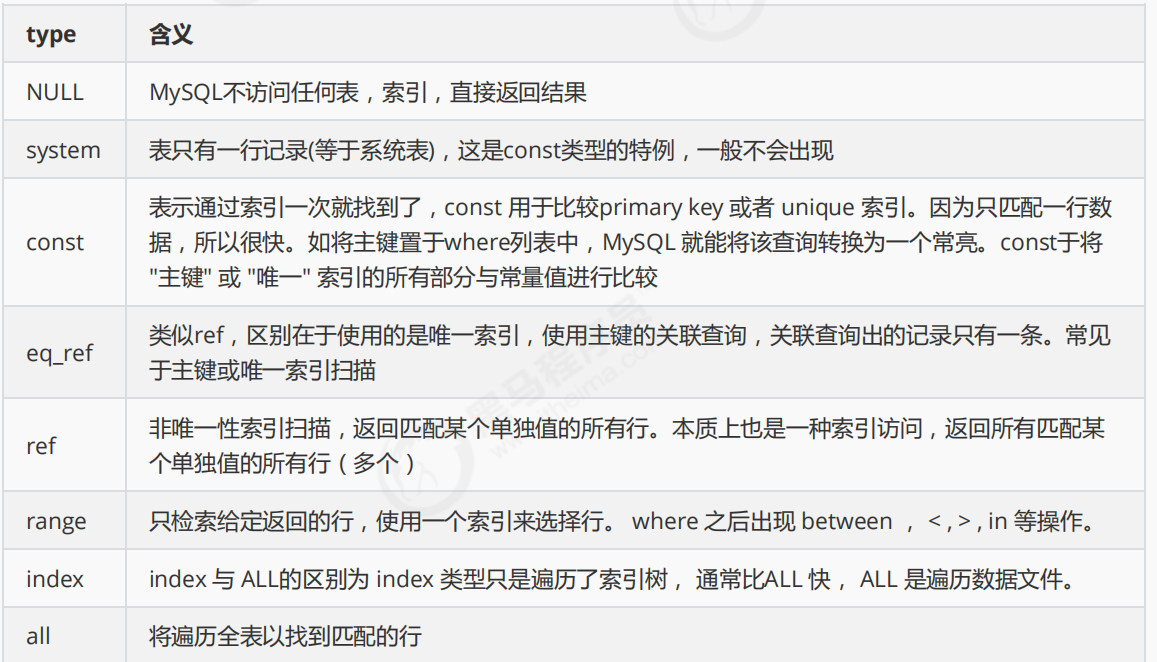 type 含义
NULL MySQL不访问任何表，索引，直接返回结果
system 表只有一行记录(等于系统表)，这是const类型的特例，一般不会出现
const 表示通过索引一次就找到了，const 用于比较primary key 或者 unique 索引。因为只匹配一行数
据，所以很快。如将主键置于where列表中，MySQL 就能将该查询转换为一个常亮。const于将
"主键" 或 "唯一" 索引的所有部分与常量值进行比较
eq_ref 类似ref，区别在于使用的是唯一索引，使用主键的关联查询，关联查询出的记录只有一条。常见
于主键或唯一索引扫描
ref 非唯一性索引扫描，返回匹配某个单独值的所有行。本质上也是一种索引访问，返回所有匹配某
个单独值的所有行（多个）
range 只检索给定返回的行，使用一个索引来选择行。 where 之后出现 between ， < , > , in 等操作。
index index 与 ALL的区别为 index 类型只是遍历了索引树， 通常比ALL 快， ALL 是遍历数据文件。
all 将遍历全表以找到匹配的行